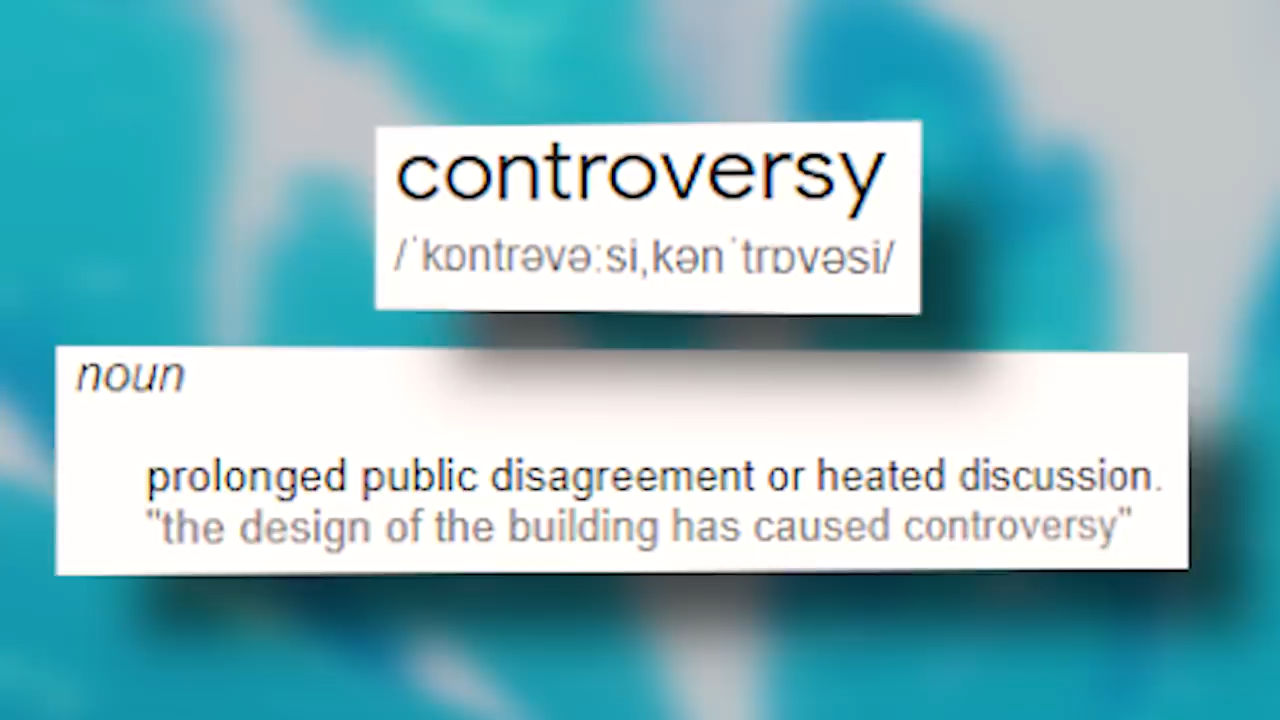 controversy
/ˈkɒntrəvəːsi,kənˈtrɒvəsi/
noun
prolonged public disagreement or heated discussion.
"the design of the building has caused controversy"